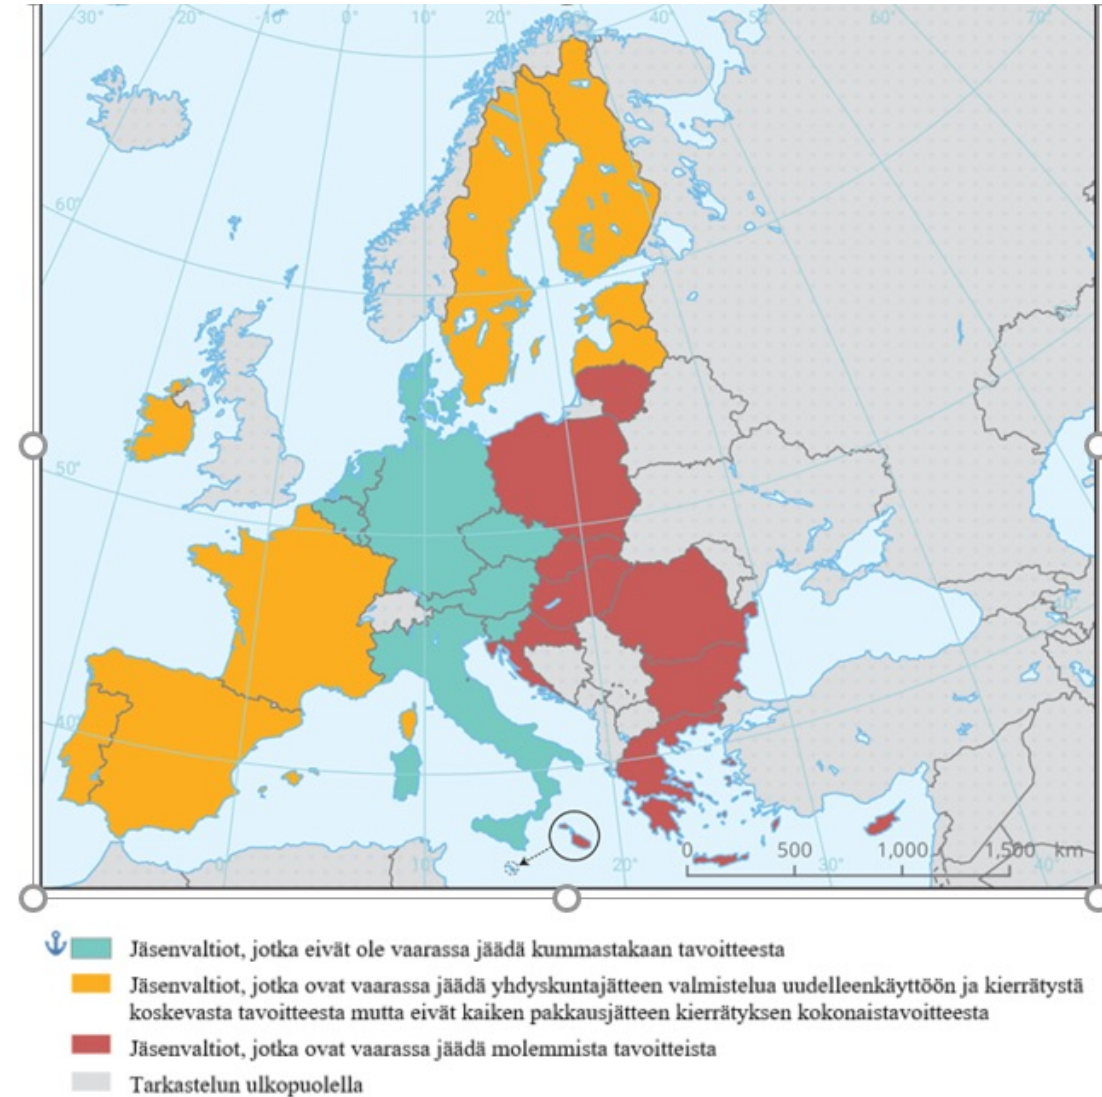 -30° -20° -10° 0° 10° 20° 30° 40° 50° 60° 70°
60°
50°
40°
10° 20° 30° 40°
0 500 1,000 1,500 km
Jäsenvaltiot, jotka eivät ole vaarassa jäädä kummastakaan tavoitteesta
Jäsenvaltiot, jotka ovat vaarassa jäädä yhdyskuntajätteen valmistelua uudelleenkäyttöön ja kierrätystä
koskevasta tavoitteesta mutta eivät kaiken pakkausjätteen kierrätyksen kokonaistavoitteesta
Jäsenvaltiot, jotka ovat vaarassa jäädä molemmista tavoitteista
Tarkastelun ulkopuolella